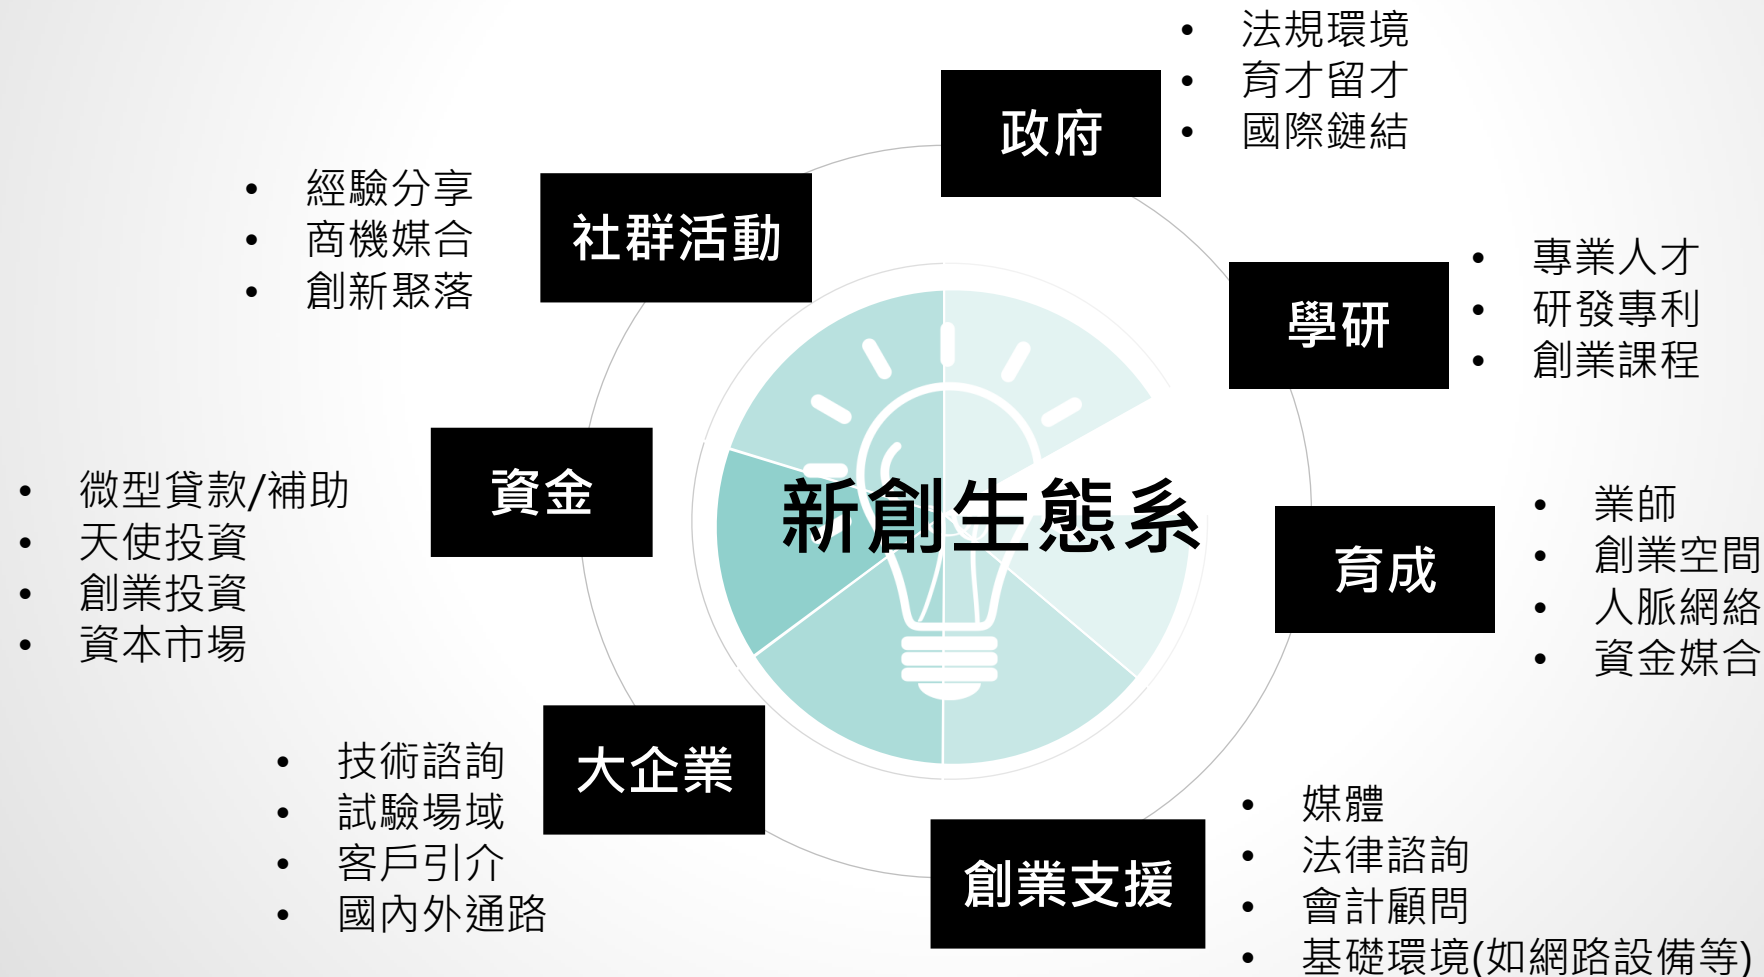 新創生態系
政府
• 法規環境
• 育才留才
• 國際鏈結
學研
• 專業人才
• 研發專利
• 創業課程
育成
• 業師
• 創業空間
• 人脈網絡
• 資金媒合
創業支援
• 媒體
• 法律諮詢
• 會計顧問
• 基礎環境(如網路設備等)
大企業
• 技術諮詢
• 試驗場域
• 客戶引介
• 國內外通路
資金
• 微型貸款/補助
• 天使投資
• 創業投資
• 資本市場
社群活動
• 經驗分享
• 商機媒合
• 創新聚落